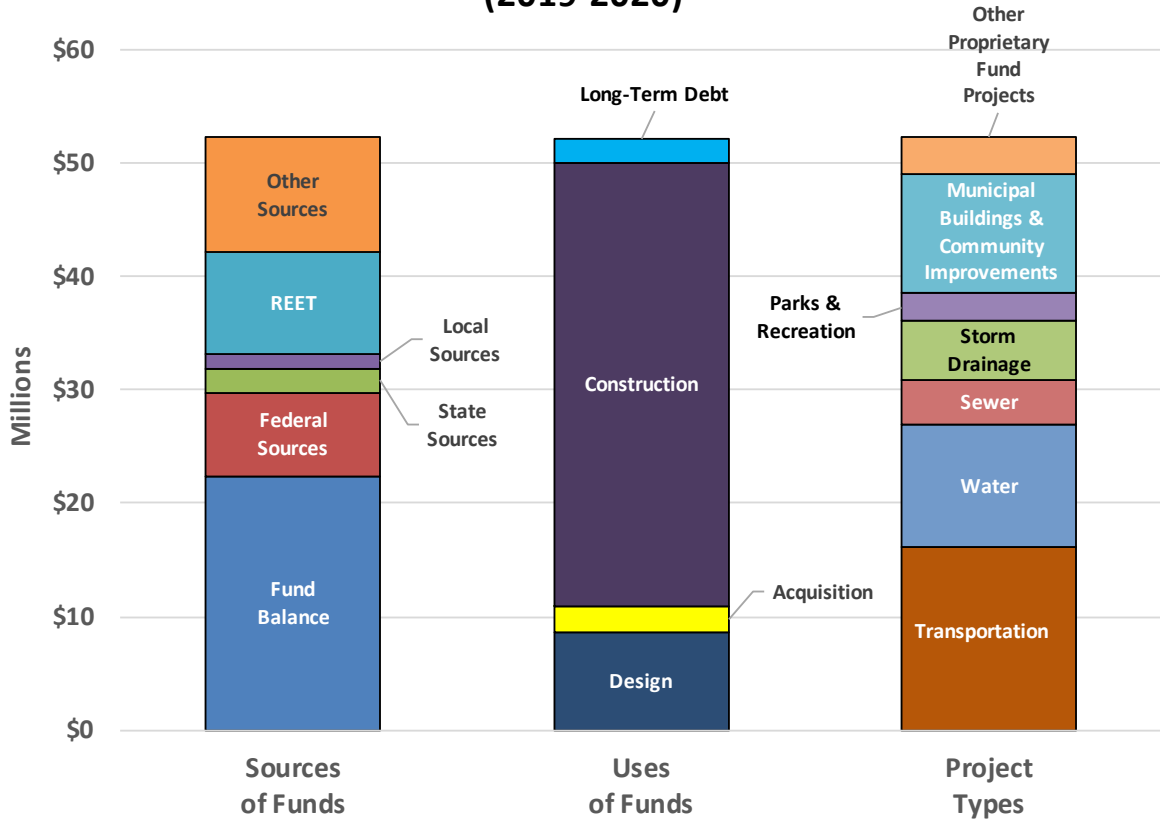 (2019-2020)
Millions
$60
$50
$40
$30
$20
$10
$0
Other
Sources
REET
Local
Sources
State
Sources
Federal
Sources
Fund
Balance
Long-Term Debt
Construction
Acquisition
Design
Other
Proprietary
Fund
Projects
Municipal
Buildings &
Community
Improvements
Parks &
Recreation
Storm
Drainage
Sewer
Water
Transportation
Sources
of Funds
Uses
of Funds
Project
Types